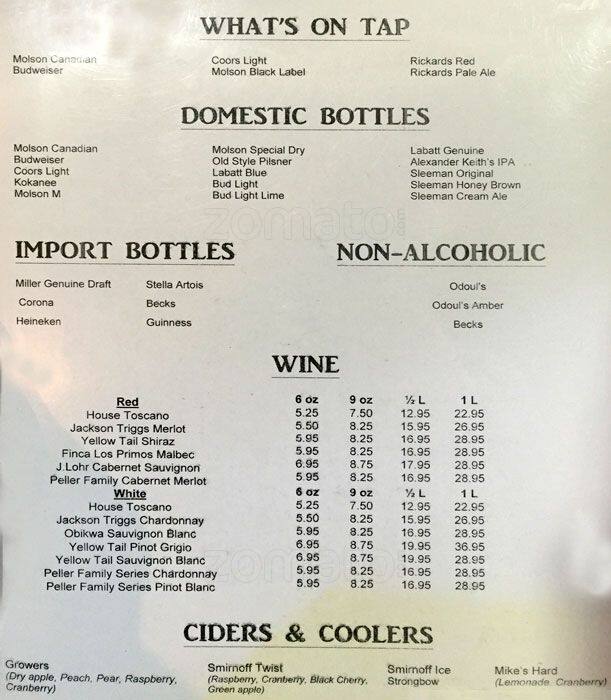 WHAT'S ON TAP
Molson Canadian Coors Light Rickards Red
Budweiser Molson Black Label Rickards Pale Ale
DOMESTIC BOTTLES
Molson Canadian Molson Special Dry Labatt Genuine
Budweiser Old Style Pilsner Alexander Keith's IPA
Coors Light Labatt Blue Sleeman Original
Kokanee Bud Light Sleeman Honey Brown
Molson M Bud Light Lime Sleeman Cream Ale
zomato.com
IMPORT BOTTLES NON-ALCOHOLIC
Miller Genuine Draft Stella Artois Odoul's
Corona Becks Odoul's Amber
Heineken Guinness Becks
WINE
Red 6 oz 9 oz ½ L 1 L
House Toscano 5.25 7.50 12.95 22.95
Jackson Triggs Merlot 5.50 8.25 15.95 26.95
Yellow Tail Shiraz 5.95 8.25 16.95 28.95
Finca Los Primos Malbec 5.95 8.25 16.95 28.95
J.Lohr Cabernet Sauvignon 6.95 8.75 17.95 28.95
Peller Family Cabernet Merlot 5.95 8.25 16.95 28.95
White 6 oz 9 oz ½ L 1 L
House Toscano 5.25 7.50 12.95 22.95
Jackson Triggs Chardonnay 5.50 8.25 15.95 26.95
Obikwa Sauvignon Blanc 5.95 8.25 16.95 28.95
Yellow Tail Pinot Grigio 6.95 8.75 19.95 36.95
Yellow Tail Sauvignon Blanc 6.95 8.75 19.95 28.95
Peller Family Series Chardonnay 5.95 8.25 16.95 28.95
Peller Family Series Pinot Blanc 5.95 8.25 16.95 28.95
zomato
CIDERS & COOLERS
Growers Smirnoff Twist Smirnoff Ice Mike's Hard
(Dry apple, Peach, Pear, Raspberry, (Raspberry, Cranberry, Black Cherry, Strongbow (Lemonade, Cranberry)
Cranberry) Green apple)